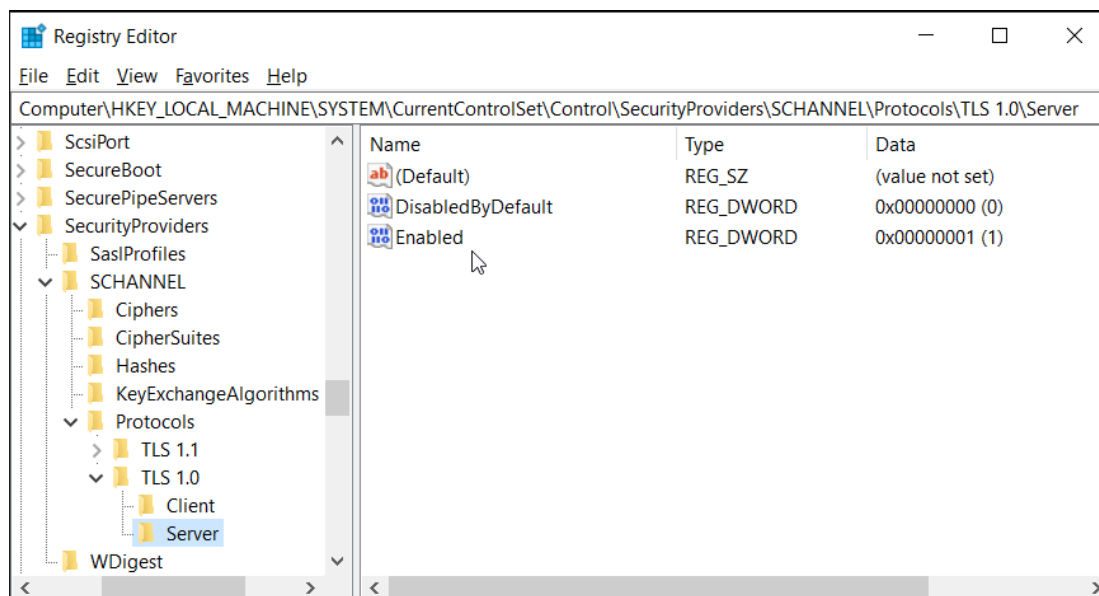 Registry Editor
File Edit View Favorites Help
Computer\HKEY_LOCAL_MACHINE\SYSTEM\CurrentControlSet\Control\SecurityProviders\SCHANNEL\Protocols\TLS 1.0\Server
ScsiPort
SecureBoot
SecurePipeServers
SecurityProviders
SaslProfiles
SCHANNEL
Ciphers
CipherSuites
Hashes
KeyExchangeAlgorithms
Protocols
TLS 1.1
TLS 1.0
Client
Server
WDigest
Name Type Data
(Default) REG_SZ (value not set)
DisabledByDefault REG_DWORD 0x00000000 (0)
Enabled REG_DWORD 0x00000001 (1)